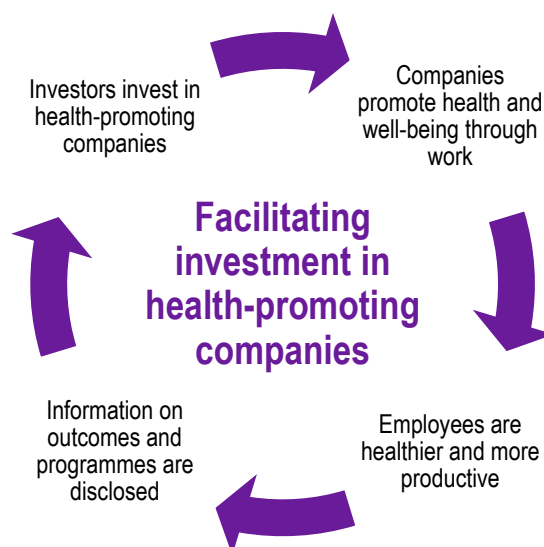 Investors invest in
health-promoting
companies
Companies
promote health and
well-being through
work
Facilitating
investment in
health-promoting
companies
Information on
outcomes and
programmes are
disclosed
Employees are
healthier and more
productive